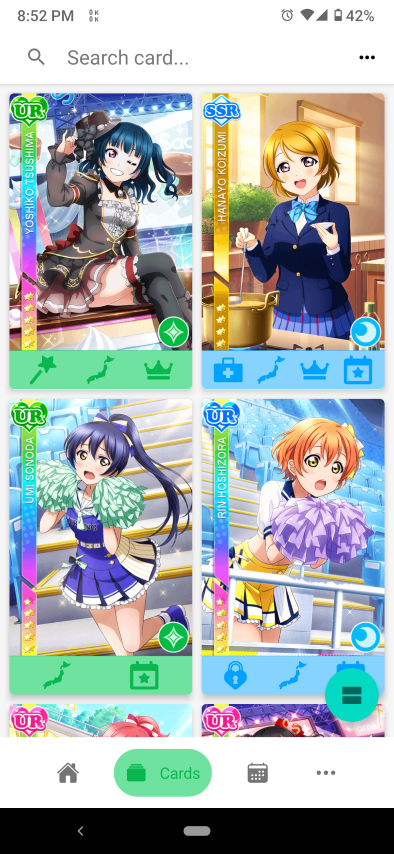 8:52 PM
42%
Search card...
UR
YOSHIKO TSUSHIMA
SSR
HANAYO KOIZUMI
UR
UMI SONODA
UR
RIN HOSHIZORA
UR
UR
Cards